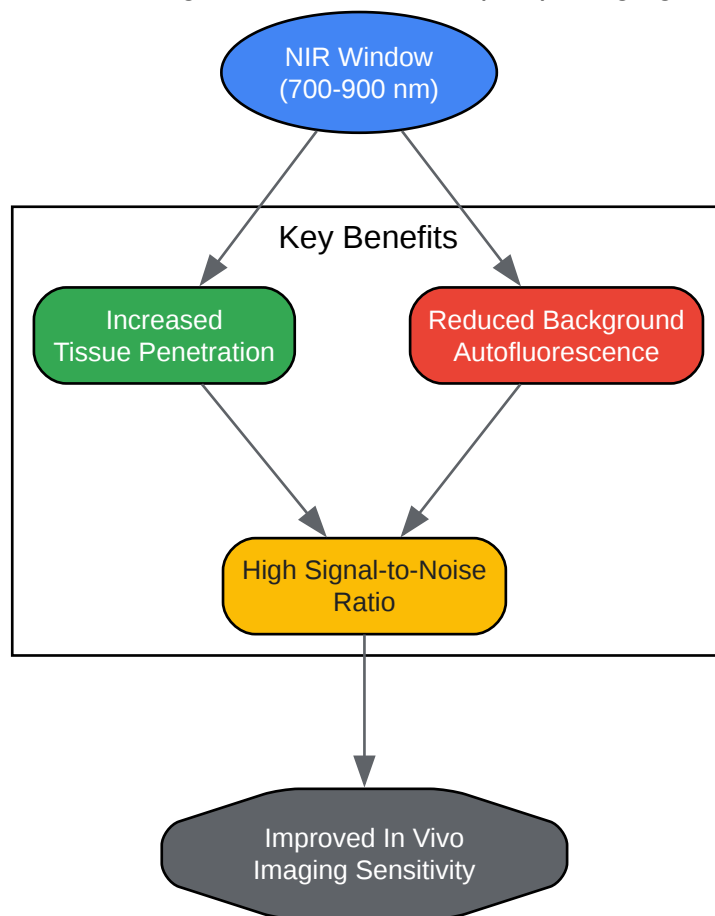 NIR Window
(700-900 nm)
Key Benefits
Increased
Tissue Penetration
Reduced Background
Autofluorescence
High Signal-to-Noise
Ratio
Improved In Vivo
Imaging Sensitivity